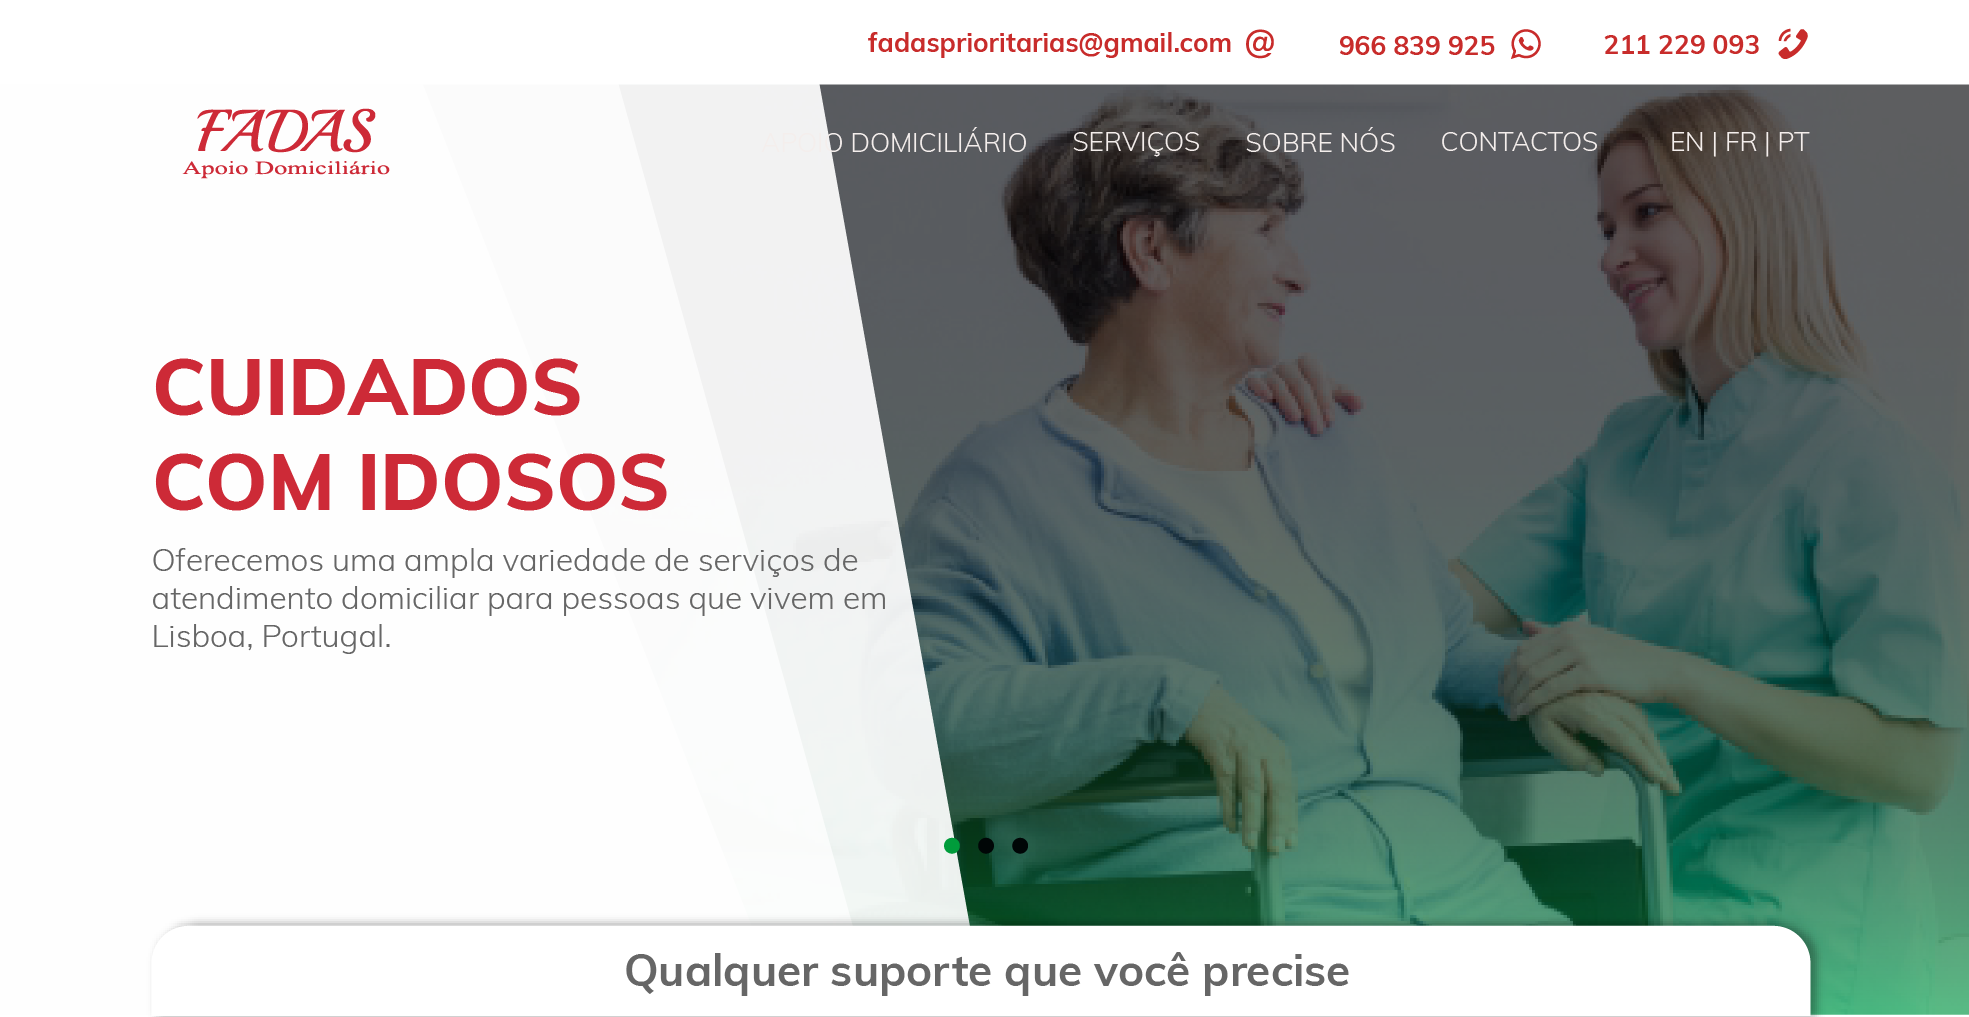 fadasprioritarias@gmail.com @ 966 839 925 211 229 093
FADAS
Apoio Domiciliário
APOIO DOMICILIÁRIO SERVIÇOS SOBRE NÓS CONTACTOS EN | FR | PT
CUIDADOS
COM IDOSOS
Oferecemos uma ampla variedade de serviços de
atendimento domiciliar para pessoas que vivem em
Lisboa, Portugal.
Qualquer suporte que você precise